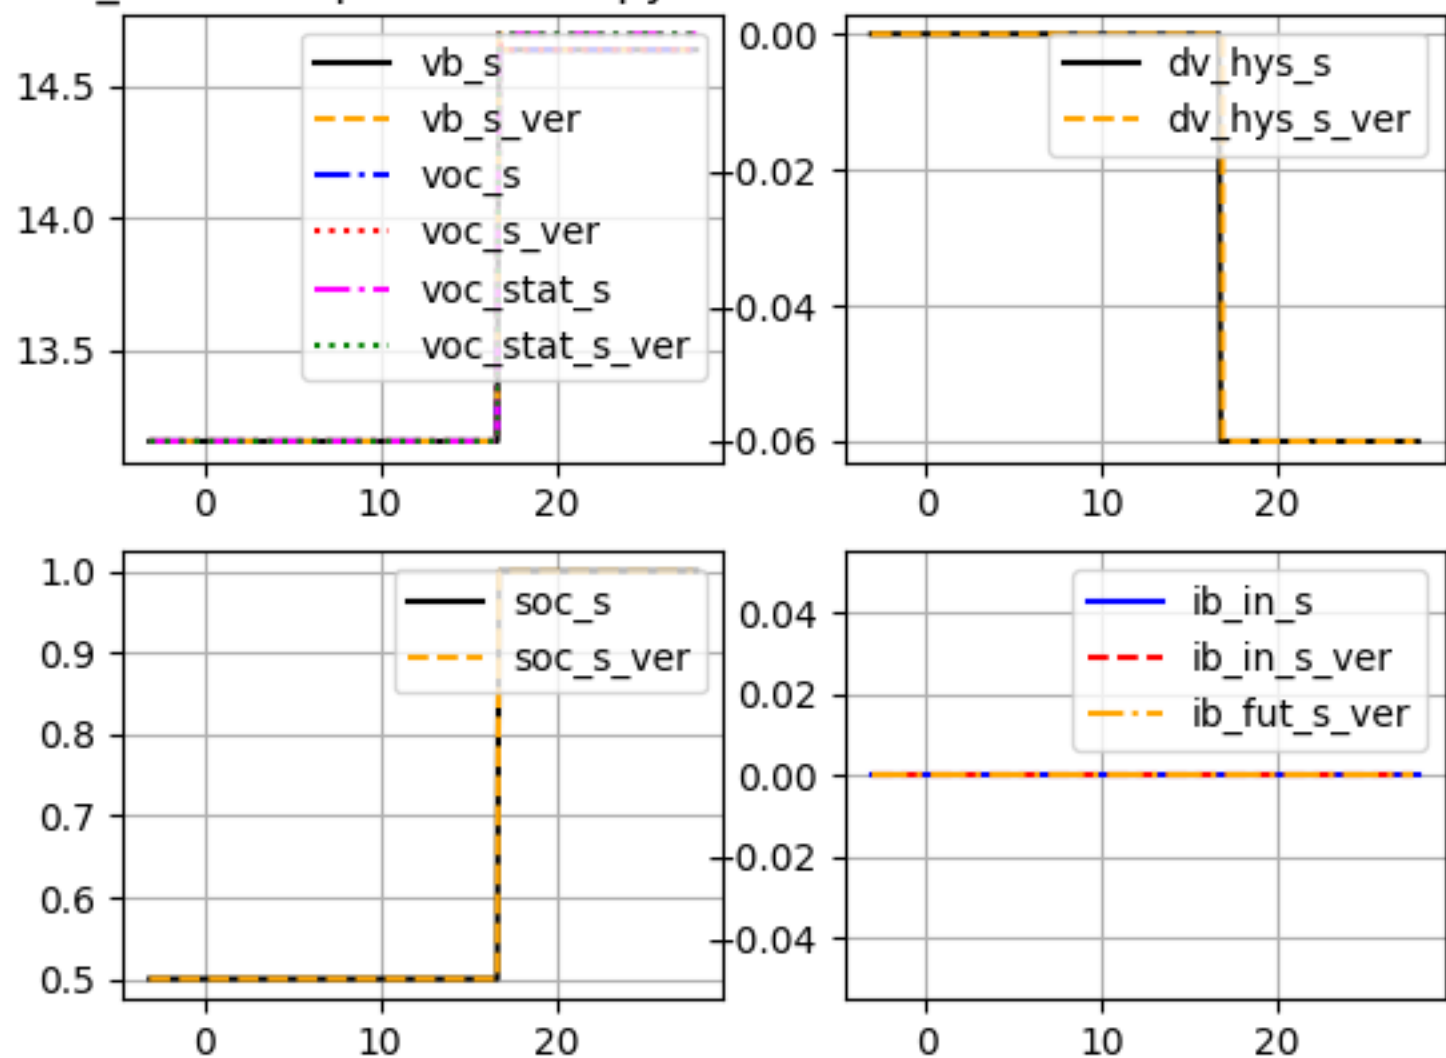 14.5
14.0
13.5
vb_s
vb_s_ver
voc_s
voc_s_ver
voc_stat_s
voc_stat_s_ver
0 10 20
0.00
−0.02
−0.04
−0.06
dv_hys_s
dv_hys_s_ver
0 10 20
1.0
0.9
0.8
0.7
0.6
0.5
soc_s
soc_s_ver
0 10 20
0.04
0.02
0.00
−0.02
−0.04
ib_in_s
ib_in_s_ver
ib_fut_s_ver
0 10 20